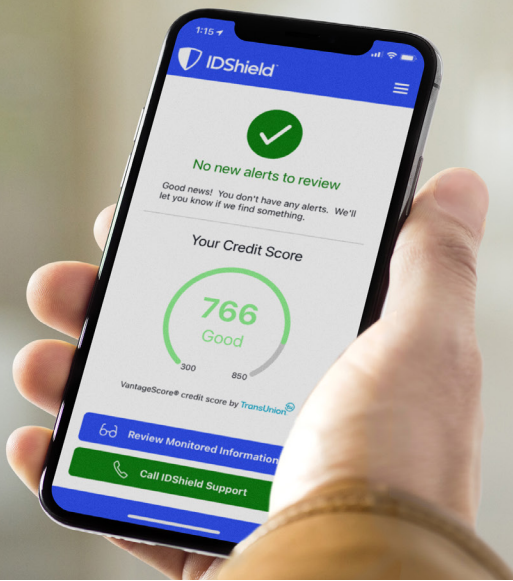 1:15
IDShield
No new alerts to review
Good news! You don't have any alerts. We'll
let you know if we find something.
Your Credit Score
766
Good
300
850
VantageScore® credit score by TransUnion
Review Monitored Information
Call IDShield Support